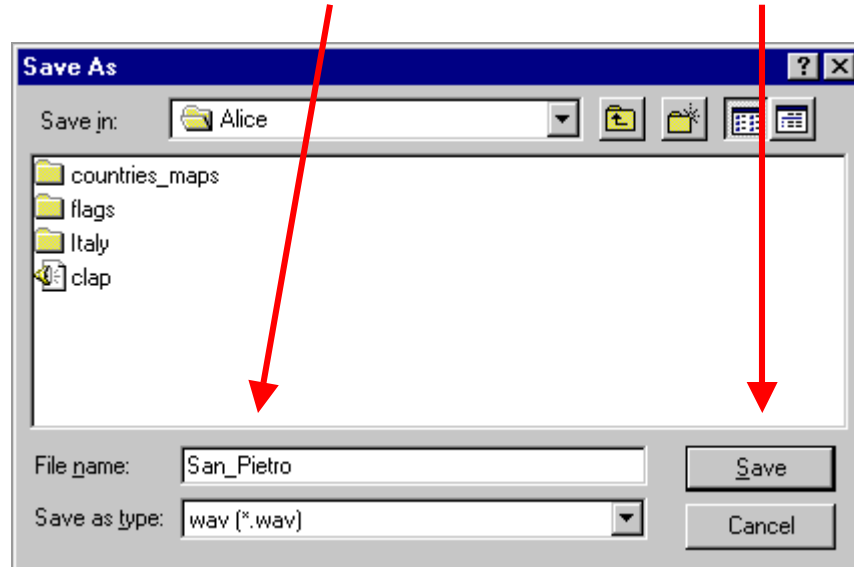 Save As
Save in: Alice
countries_maps
flags
Italy
clap
File name: San_Pietro Save
Save as type: wav (*.wav) Cancel